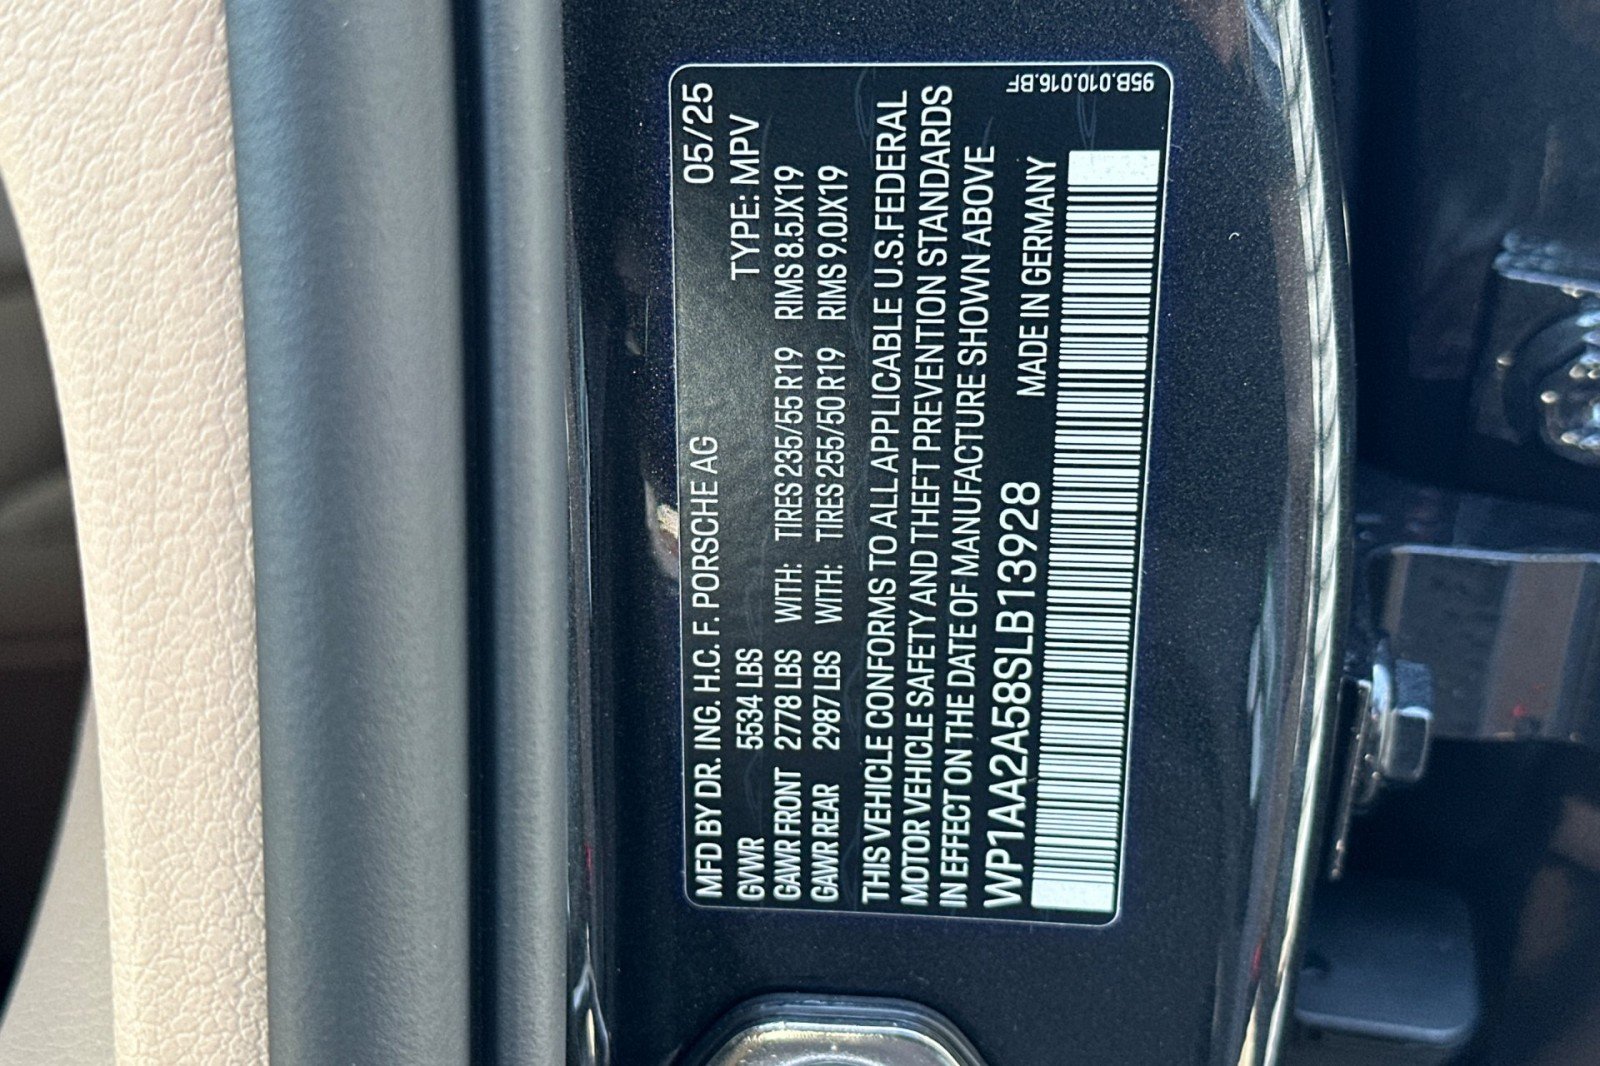 MFD BY DR. ING. H.C. F. PORSCHE AG 05/25
GVWR 5534 LBS TYPE: MPV
GAWR FRONT 2778 LBS WITH: TIRES 235/55 R19 RIMS 8.5JX19
GAWR REAR 2987 LBS WITH: TIRES 255/50 R19 RIMS 9.0JX19
THIS VEHICLE CONFORMS TO ALL APPLICABLE U.S.FEDERAL
MOTOR VEHICLE SAFETY AND THEFT PREVENTION STANDARDS
IN EFFECT ON THE DATE OF MANUFACTURE SHOWN ABOVE
WP1AA2A58SLB13928 MADE IN GERMANY
95B.010.016.BF